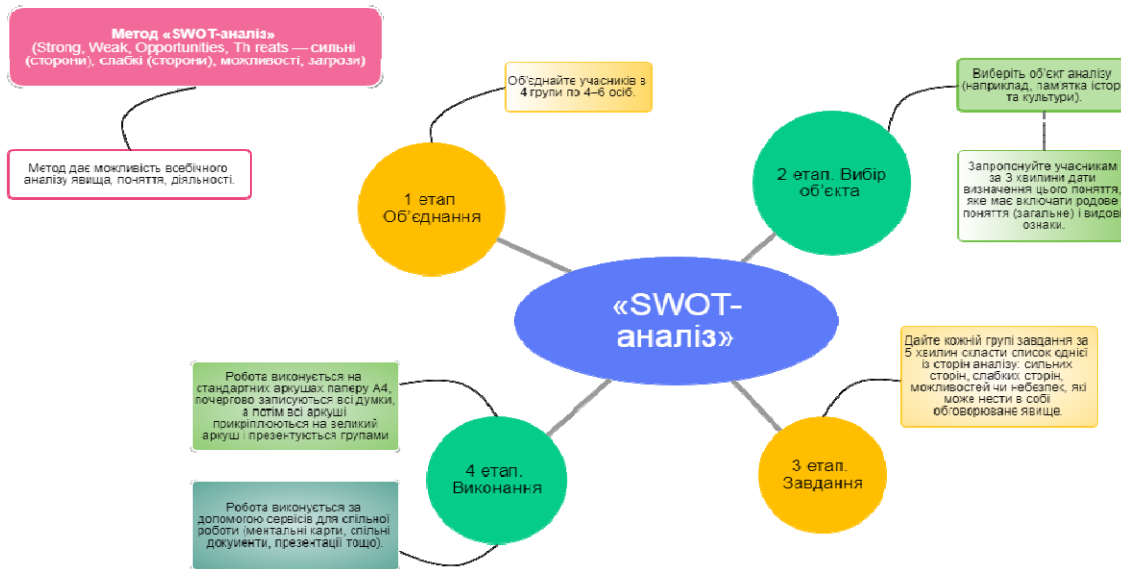 Метод «SWOT-аналіз»
(Strong, Weak, Opportunities, Th reats — сильні
(сторони), слабкі (сторони), можливості, загрози)
Метод дає можливість всебічного
аналізу явища, поняття, діяльності.
Об’єднайте учасників в
4 групи по 4–6 осіб.
1 етап
Об’єднання
Виберіть об’єкт аналізу
(наприклад, пам’ятка історі
та культури).
2 етап. Вибір
об’єкта
Запропонуйте учасникам
за 3 хвилини дати
визначення цього поняття,
яке має включати родове
поняття (загальне) і видові
ознаки.
«SWOT-
аналіз»
Дайте кожній групі завдання за
5 хвилин скласти список однієї
із сторін аналізу: сильних
сторін, слабких сторін,
можливостей чи небезпек, які
може нести в собі
обговорюване явище.
3 етап.
Завдання
Робота виконується на
стандартних аркушах паперу А4,
почергово записуються всі думки,
а потім всі аркуші
прикріплюються на великий
аркуш і презентуються групами
4 етап.
Виконання
Робота виконується за
допомогою сервісів для спільної
роботи (ментальні карти, спільні
документи, презентації тощо).